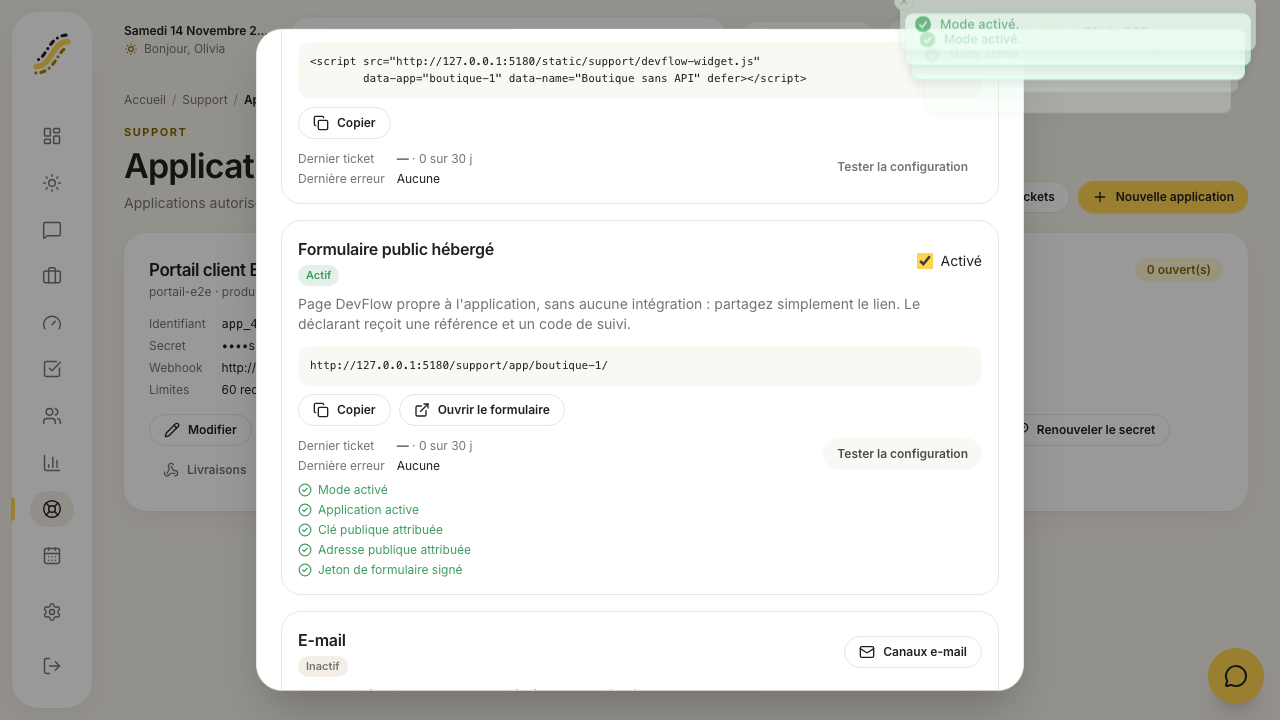 Samedi 14 Novembre 2...
Bonjour, Olivia
Mode activé.
Mode activé.
Mode activé.
<script src="http://127.0.0.1:5180/static/support/devflow-widget.js"
data-app="boutique-1" data-name="Boutique sans API" defer></script>
Copier
Dernier ticket — · 0 sur 30 j
Dernière erreur Aucune
Tester la configuration
Accueil / Support / Ap
SUPPORT
Applicat
Applications autoris
ckets
Nouvelle application
Formulaire public hébergé
Actif
Activé
Page DevFlow propre à l'application, sans aucune intégration : partagez simplement le lien. Le
déclarant reçoit une référence et un code de suivi.
http://127.0.0.1:5180/support/app/boutique-1/
Copier
Ouvrir le formulaire
Dernier ticket — · 0 sur 30 j
Dernière erreur Aucune
Tester la configuration
Mode activé
Application active
Clé publique attribuée
Adresse publique attribuée
Jeton de formulaire signé
Portail client E
portail-e2e · produ
0 ouvert(s)
Identifiant app_4
Secret ••••s
Webhook http:/
Limites 60 rec
Modifier
Renouveler le secret
Livraisons
E-mail
Inactif
Canaux e-mail